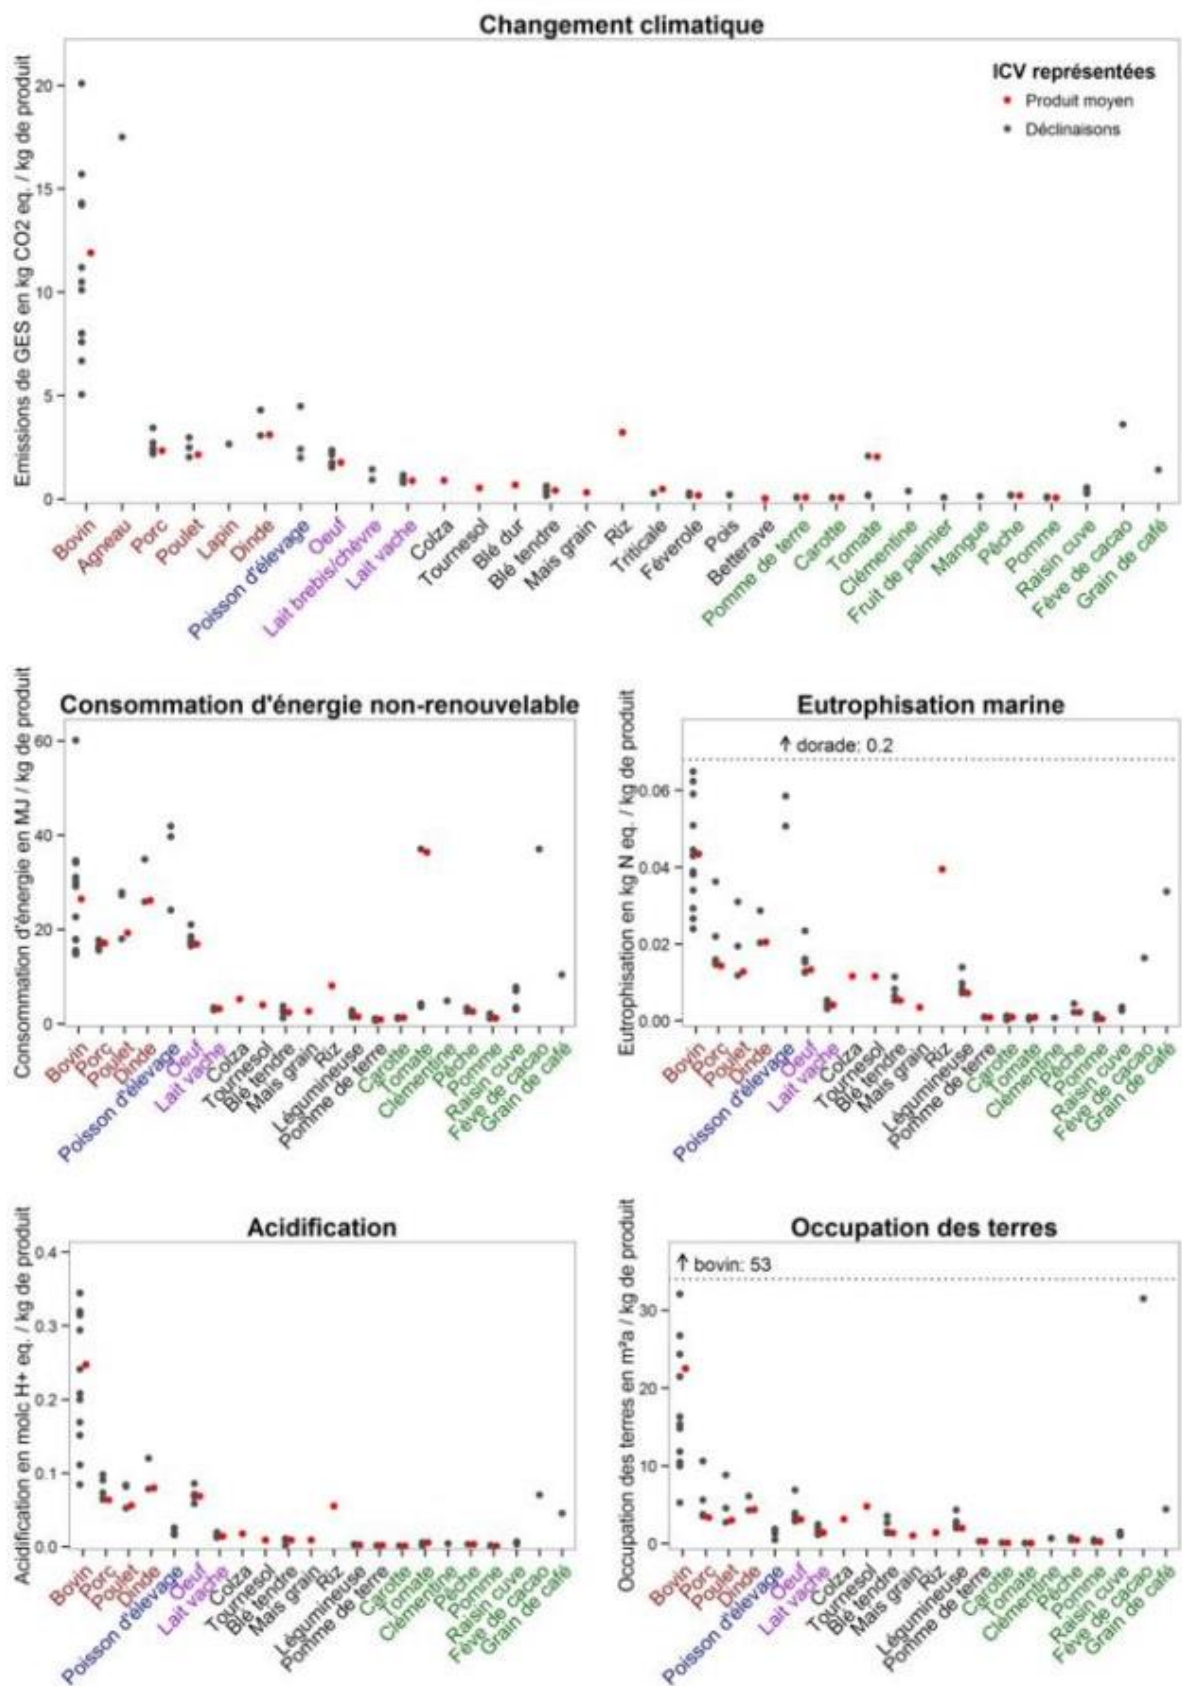 Changement climatique
Emissions de GES en kg CO2 eq. / kg de produit
20
15
10
5
0
ICV représentées
Produit moyen
Déclinaisons
Bovin
Agneau
Porc
Poulet
Lapin
Dinde
Poisson d'élevage
Oeuf
Lait brebis/chèvre
Lait vache
Colza
Tournesol
Blé dur
Blé tendre
Mais grain
Riz
Triticale
Féverole
Pois
Betterave
Pomme de terre
Carotte
Tomate
Clémentine
Fruit de palmier
Mangue
Pêche
Pomme
Raisin cuve
Fève de cacao
Grain de café
Consommation d'énergie non-renouvelable
Consommation d'énergie en MJ / kg de produit
60
40
20
0
Bovin
Porc
Poulet
Dinde
Poisson d'élevage
Oeuf
Lait vache
Colza
Tournesol
Blé tendre
Mais grain
Riz
Légumineuse
Pomme de terre
Carotte
Tomate
Clémentine
Pêche
Pomme
Raisin cuve
Fève de cacao
Grain de café
Eutrophisation marine
Eutrophisation en kg N eq. / kg de produit
↑ dorade: 0.2
0.06
0.04
0.02
0.00
Bovin
Porc
Poulet
Dinde
Poisson d'élevage
Oeuf
Lait vache
Colza
Tournesol
Blé tendre
Mais grain
Riz
Légumineuse
Pomme de terre
Carotte
Tomate
Clémentine
Pêche
Pomme
Raisin cuve
Fève de cacao
Grain de café
Acidification
Acidification en molc H+ eq. / kg de produit
0.4
0.3
0.2
0.1
0.0
Bovin
Porc
Poulet
Dinde
Poisson d'élevage
Oeuf
Lait vache
Colza
Tournesol
Blé tendre
Mais grain
Riz
Légumineuse
Pomme de terre
Carotte
Tomate
Clémentine
Pêche
Pomme
Raisin cuve
Fève de cacao
Grain de café
Occupation des terres
Occupation des terres en m²a / kg de produit
↑ bovin: 53
30
20
10
0
Bovin
Porc
Poulet
Dinde
Poisson d'élevage
Oeuf
Lait vache
Colza
Tournesol
Blé tendre
Mais grain
Riz
Légumineuse
Pomme de terre
Carotte
Tomate
Clémentine
Pêche
Pomme
Raisin cuve
Fève de cacao
Grain de café